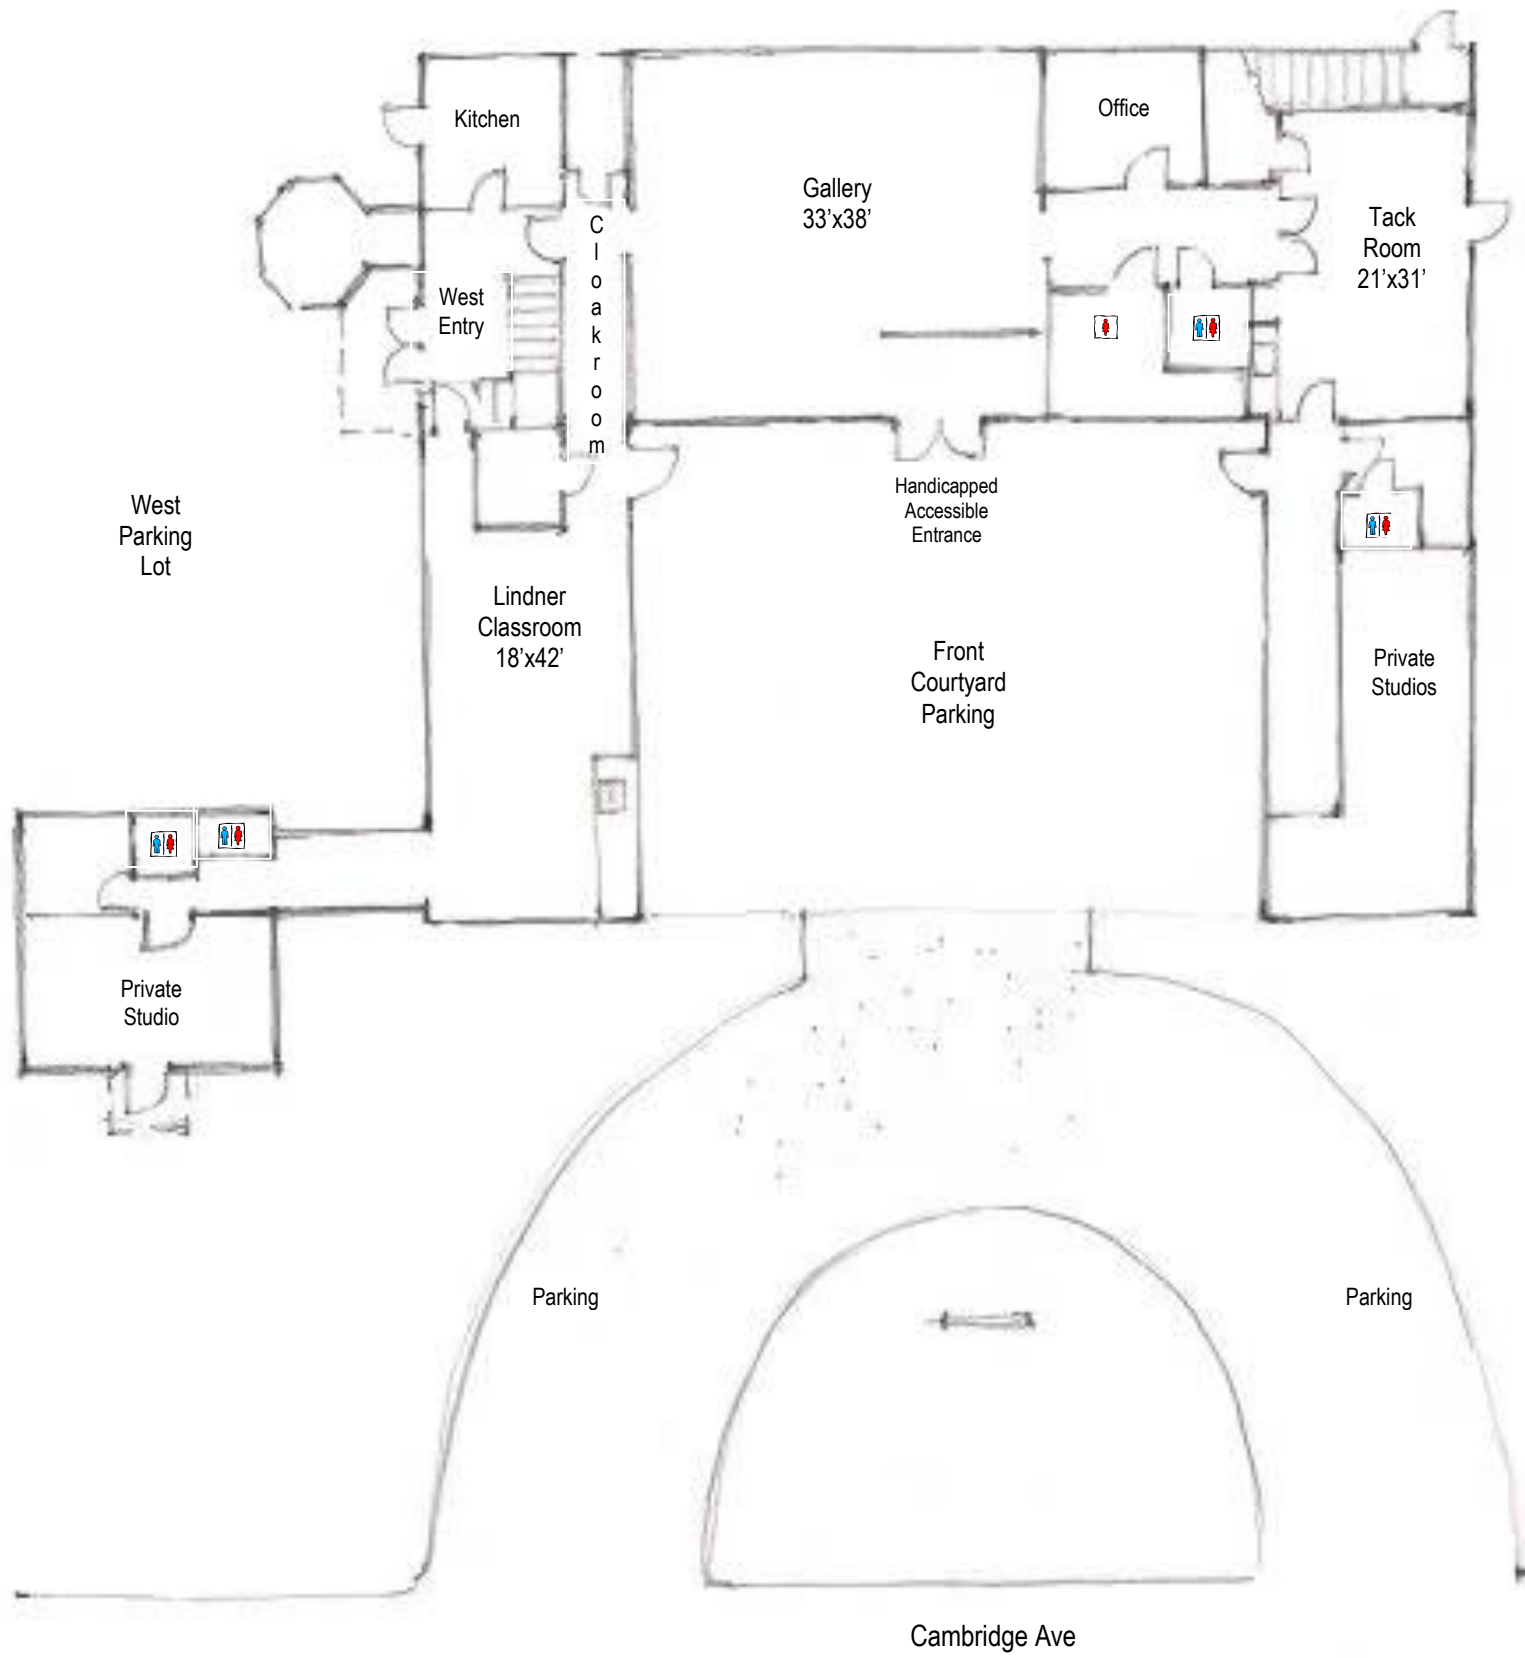 Kitchen
Office
Gallery
33’x38’
Tack
Room
21’x31’
Cloakroom
West
Entry
Handicapped
Accessible
Entrance
West
Parking
Lot
Lindner
Classroom
18’x42’
Front
Courtyard
Parking
Private
Studios
Private
Studio
Parking
Parking
Cambridge Ave